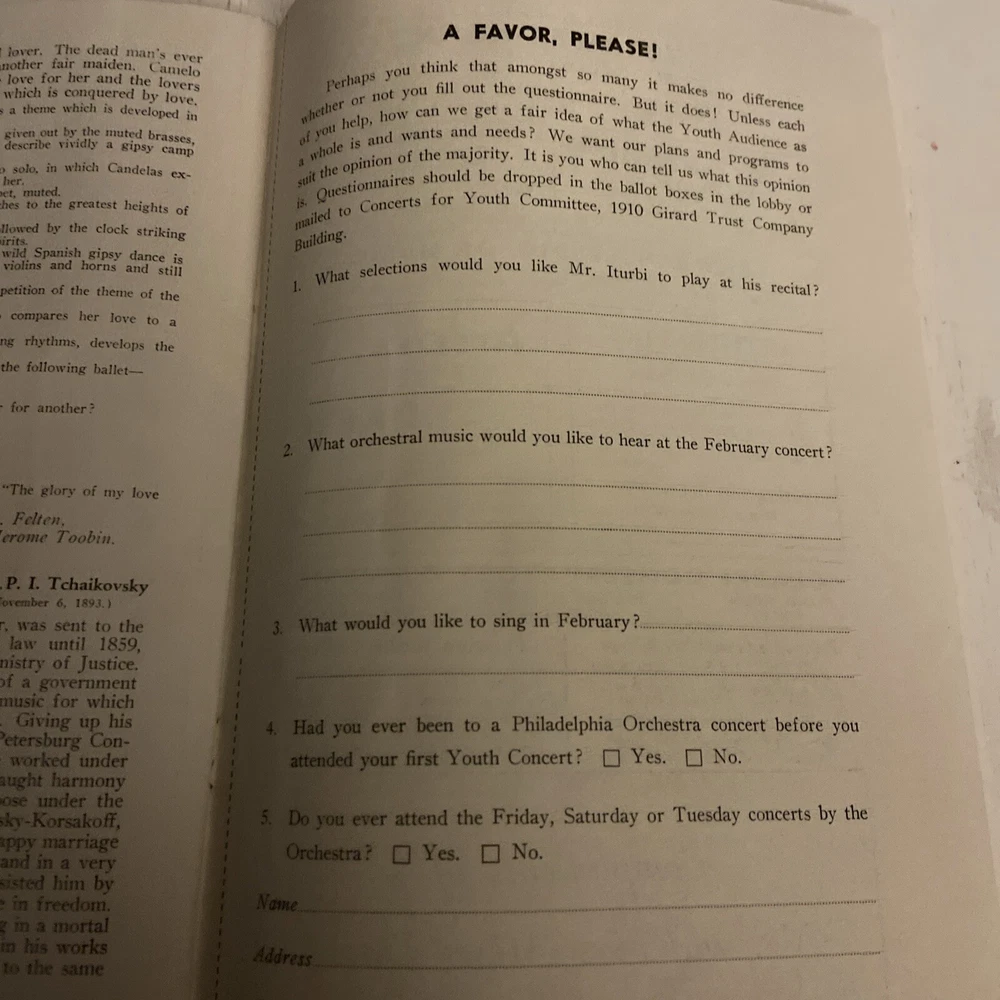 lover. The dead man's ever
another fair maiden. Camelo
love for her and the lovers
which is conquered by love.
s a theme which is developed in
given out by the muted brasses,
describe vividly a gipsy camp
o solo, in which Candelas ex-
her.
pet, muted.
ches to the greatest heights of
llowed by the clock striking
pirits.
wild Spanish gipsy dance is
violins and horns and still
petition of the theme of the
compares her love to a
ng rhythms, develops the
the following ballet—
r for another?
"The glory of my love
. Felten,
Jerome Toobin.
. P. I. Tchaikovsky
November 6, 1893.)
r, was sent to the
law until 1859,
nistry of Justice.
of a government
music for which
. Giving up his
Petersburg Con-
worked under
aught harmony
pose under the
sky-Korsakoff,
appy marriage
and in a very
sisted him by
e in freedom.
g in a mortal
in his works
to the same
A FAVOR, PLEASE!
Perhaps you think that amongst so many it makes no difference
whether or not you fill out the questionnaire. But it does! Unless each
of you help, how can we get a fair idea of what the Youth Audience as
a whole is and wants and needs? We want our plans and programs to
suit the opinion of the majority. It is you who can tell us what this opinion
is. Questionnaires should be dropped in the ballot boxes in the lobby or
mailed to Concerts for Youth Committee, 1910 Girard Trust Company
Building.
1. What selections would you like Mr. Iturbi to play at his recital?
2. What orchestral music would you like to hear at the February concert?
3. What would you like to sing in February?
4. Had you ever been to a Philadelphia Orchestra concert before you
attended your first Youth Concert? □ Yes. □ No.
5. Do you ever attend the Friday, Saturday or Tuesday concerts by the
Orchestra? □ Yes. □ No.
Name
Address